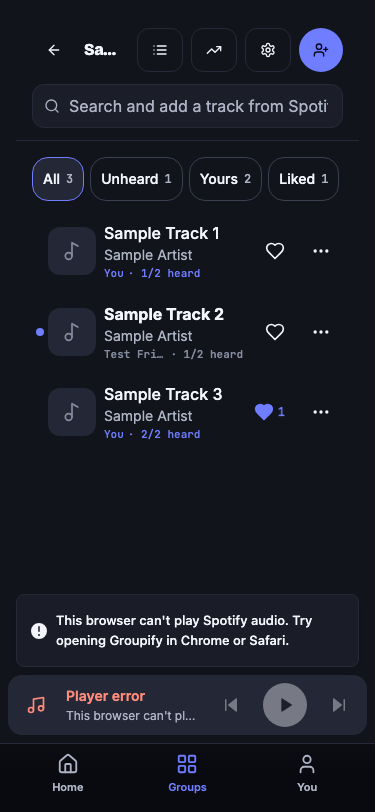 Sa...
Search and add a track from Spoti
All 3
Unheard 1
Yours 2
Liked 1
Sample Track 1
Sample Artist
You · 1/2 heard
Sample Track 2
Sample Artist
Test Fri… · 1/2 heard
Sample Track 3
Sample Artist
You · 2/2 heard
1
This browser can't play Spotify audio. Try
opening Groupify in Chrome or Safari.
Player error
This browser can't pl...
Home
Groups
You